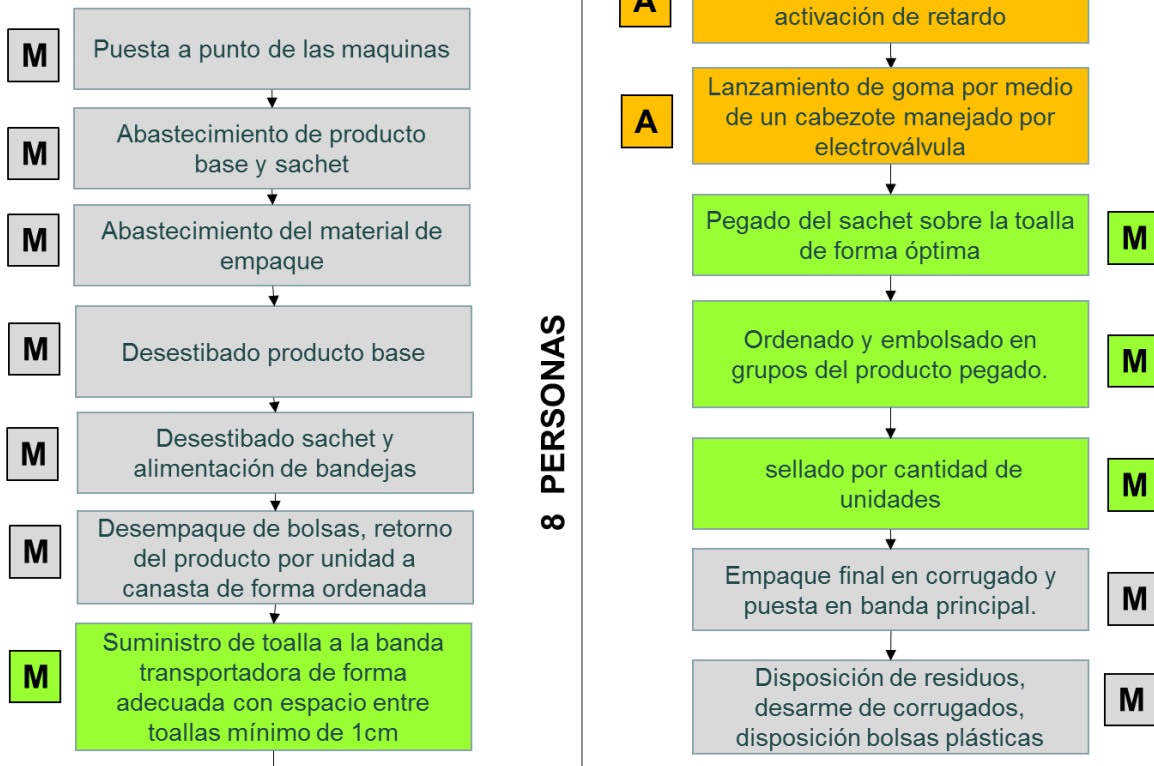 M
Puesta a punto de las maquinas
M
Abastecimiento de producto
base y sachet
M
Abastecimiento del material de
empaque
M
Desestibado producto base
M
Desestibado sachet y
alimentación de bandejas
M
Desempaque de bolsas, retorno
del producto por unidad a
canasta de forma ordenada
M
Suministro de toalla a la banda
transportadora de forma
adecuada con espacio entre
toallas mínimo de 1cm
8 PERSONAS
A
activación de retardo
A
Lanzamiento de goma por medio
de un cabezote manejado por
electroválvula
Pegado del sachet sobre la toalla
de forma óptima
M
Ordenado y embolsado en
grupos del producto pegado.
M
sellado por cantidad de
unidades
M
Empaque final en corrugado y
puesta en banda principal.
M
Disposición de residuos,
desarme de corrugados,
disposición bolsas plásticas
M